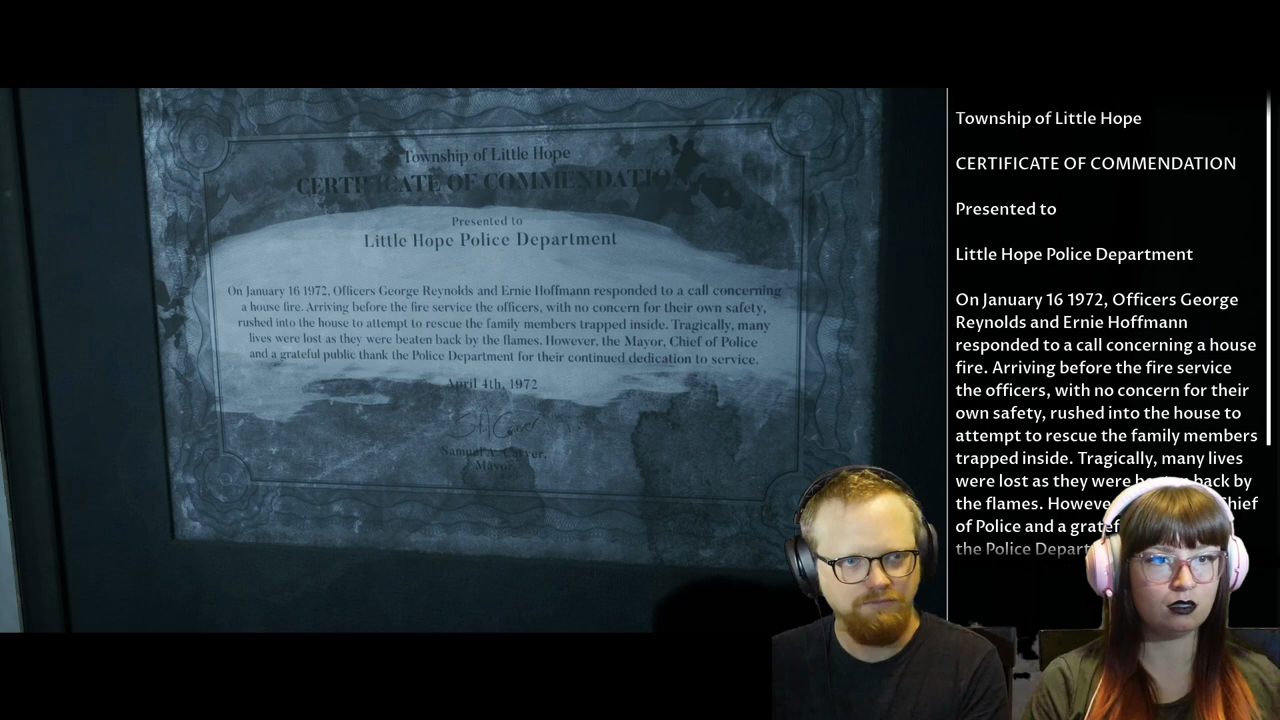 Township of Little Hope
CERTIFICATE OF COMMENDATIO
Presented to
Little Hope Police Department
On January 16 1972, Officers George Reynolds and Ernie Hoffmann responded to a call concerning
a house fire. Arriving before the fire service the officers, with no concern for their own safety,
rushed into the house to attempt to rescue the family members trapped inside. Tragically, many
lives were lost as they were beaten back by the flames. However, the Mayor, Chief of Police
and a grateful public thank the Police Department for their continued dedication to service.
April 4th, 1972
Samuel A. Carver,
Mayor
Township of Little Hope
CERTIFICATE OF COMMENDATION
Presented to
Little Hope Police Department
On January 16 1972, Officers George
Reynolds and Ernie Hoffmann
responded to a call concerning a house
fire. Arriving before the fire service
the officers, with no concern for their
own safety, rushed into the house to
attempt to rescue the family members
trapped inside. Tragically, many lives
were lost as they were beaten back by
the flames. However Chief
of Police and a gratef
the Police Depart